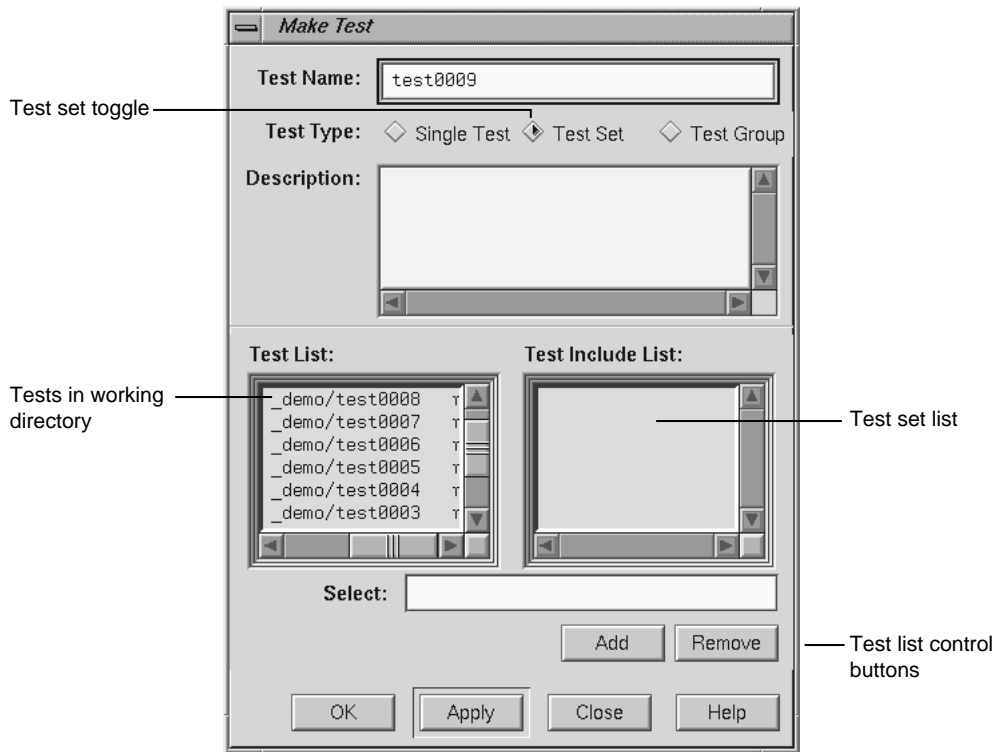 Make Test
Test Name: test0009
Test set toggle
Test Type: Single Test Test Set Test Group
Description:
Test List: Test Include List:
Tests in working
directory
_demo/test0008
_demo/test0007
_demo/test0006
_demo/test0005
_demo/test0004
_demo/test0003
Test set list
Select:
Add Remove
Test list control
buttons
OK Apply Close Help